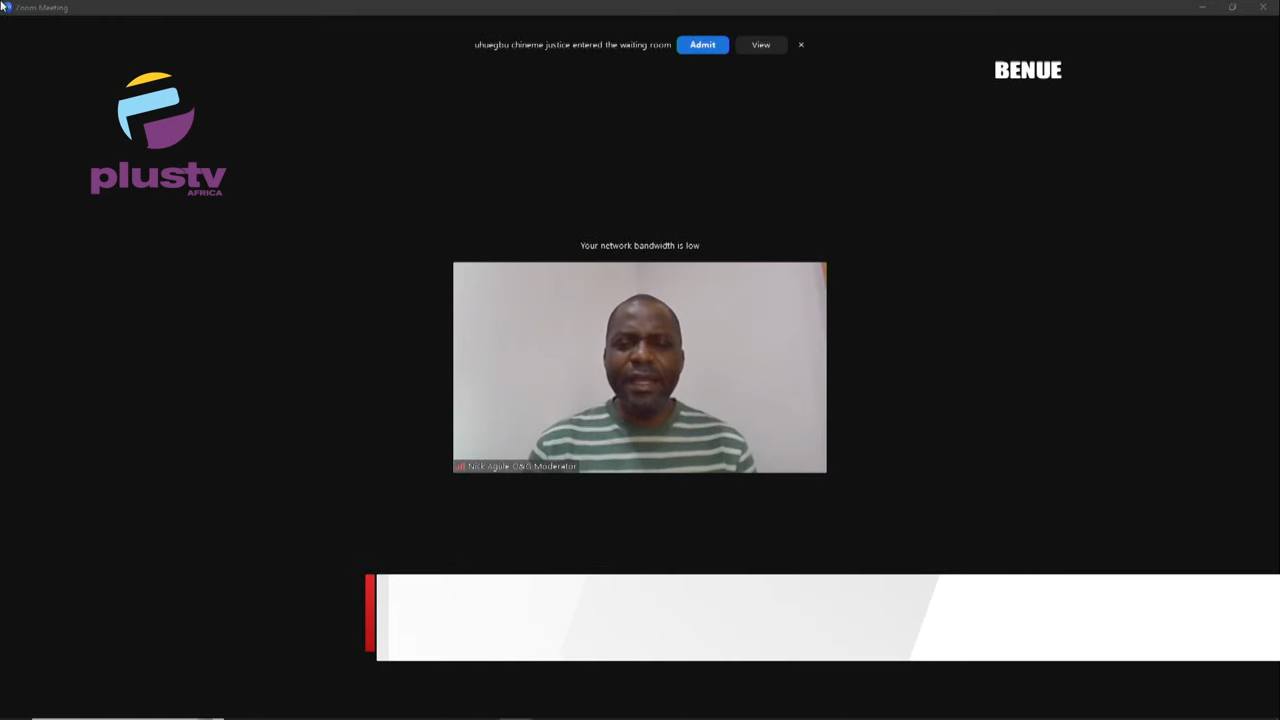 Zoom Meeting
uhuegbu chineme justice entered the waiting room Admit View
BENUE
plustv
AFRICA
Your network bandwidth is low
Nick Agule O&G Moderator